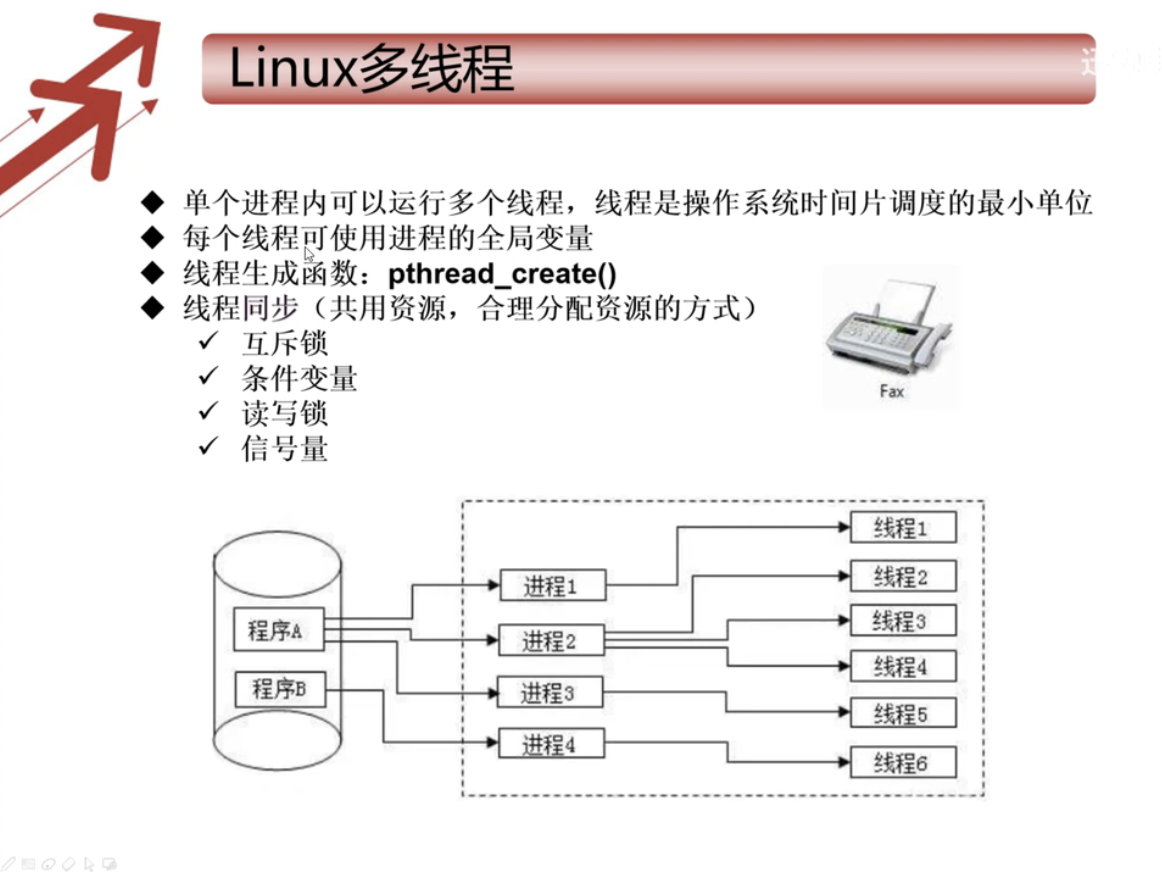 Linux多线程
单个进程内可以运行多个线程，线程是操作系统时间片调度的最小单位
每个线程可使用进程的全局变量
线程生成函数：pthread_create()
线程同步（共用资源，合理分配资源的方式）
互斥锁
条件变量
读写锁
信号量
Fax
程序A
程序B
进程1
进程2
进程3
进程4
线程1
线程2
线程3
线程4
线程5
线程6